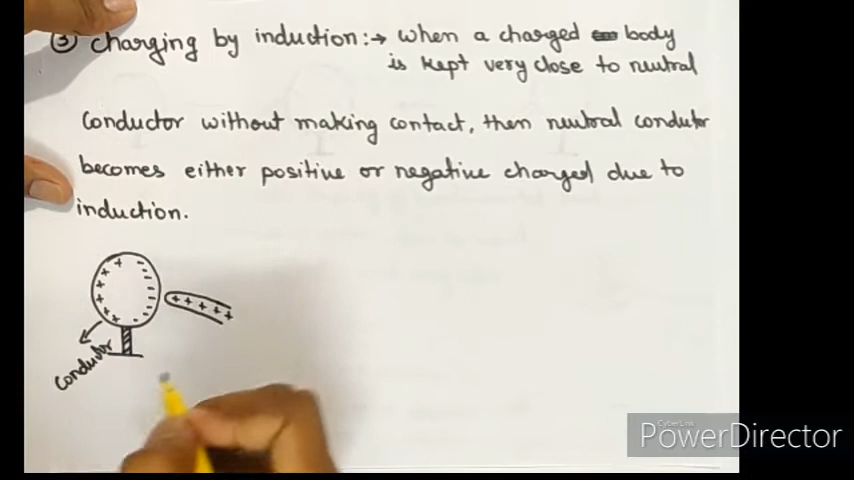 ③ Charging by induction:→ when a charged body
is kept very close to neutral
Conductor without making contact, then neutral conductor
becomes either positive or negative charged due to
induction.
+ + + + + +
- - - - - - -
+ + + + +
Conductor
CyberLink
PowerDirector